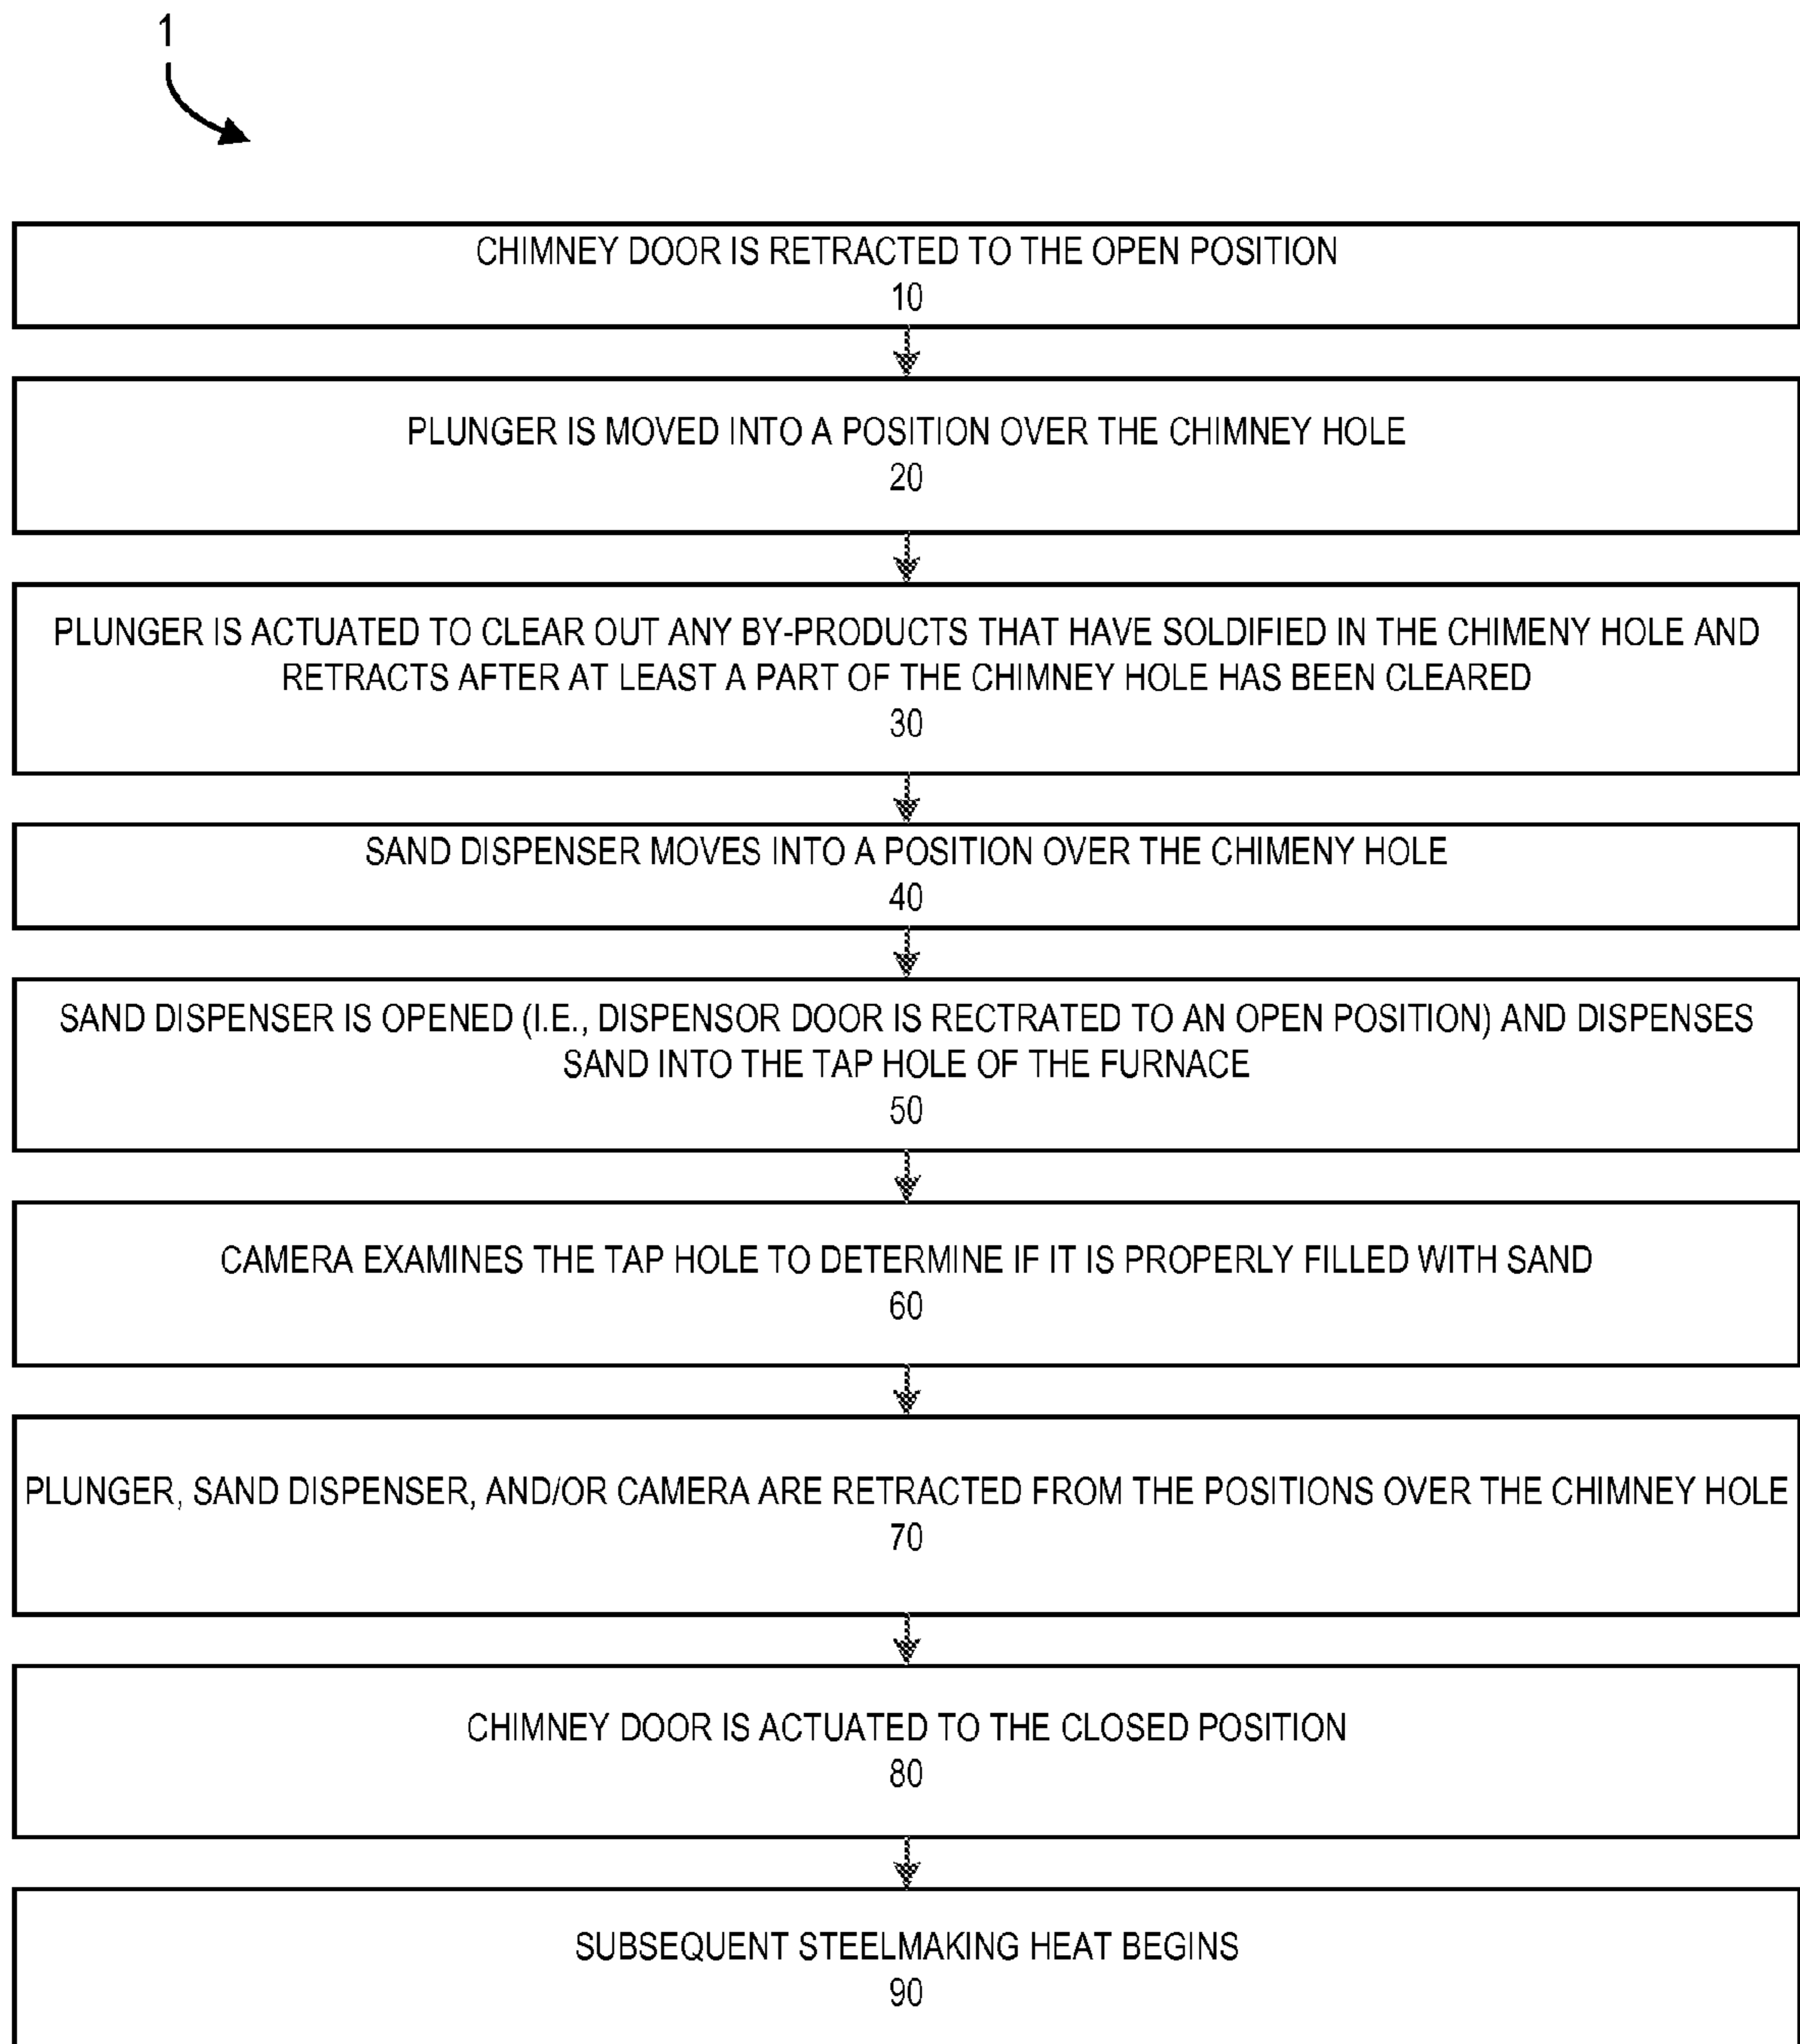 1
CHIMNEY DOOR IS RETRACTED TO THE OPEN POSITION
10
PLUNGER IS MOVED INTO A POSITION OVER THE CHIMNEY HOLE
20
PLUNGER IS ACTUATED TO CLEAR OUT ANY BY-PRODUCTS THAT HAVE SOLDIFIED IN THE CHIMENY HOLE AND
RETRACTS AFTER AT LEAST A PART OF THE CHIMNEY HOLE HAS BEEN CLEARED
30
SAND DISPENSER MOVES INTO A POSITION OVER THE CHIMENY HOLE
40
SAND DISPENSER IS OPENED (I.E., DISPENSOR DOOR IS RECTRATED TO AN OPEN POSITION) AND DISPENSES
SAND INTO THE TAP HOLE OF THE FURNACE
50
CAMERA EXAMINES THE TAP HOLE TO DETERMINE IF IT IS PROPERLY FILLED WITH SAND
60
PLUNGER, SAND DISPENSER, AND/OR CAMERA ARE RETRACTED FROM THE POSITIONS OVER THE CHIMNEY HOLE
70
CHIMNEY DOOR IS ACTUATED TO THE CLOSED POSITION
80
SUBSEQUENT STEELMAKING HEAT BEGINS
90